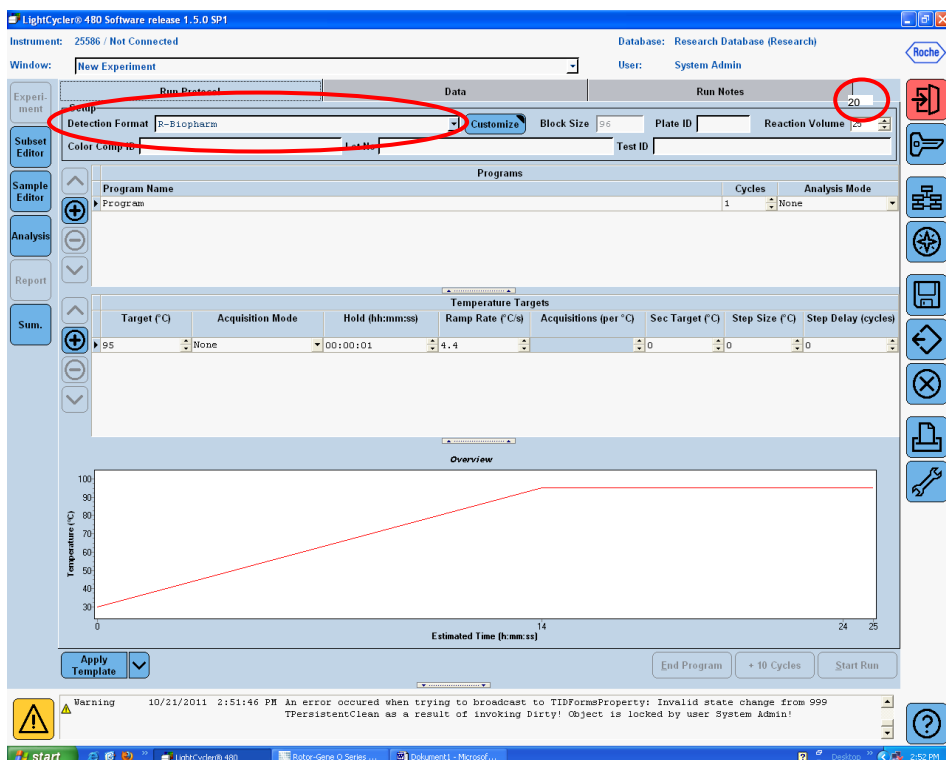 LightCycler® 480 Software release 1.5.0 SP1
Instrument: 25586 / Not Connected
Database: Research Database (Research)
Window: New Experiment
User: System Admin
Roche
Experi-
ment
Subset
Editor
Sample
Editor
Analysis
Report
Sum.
Run Protocol Data Run Notes
20
Setup
Detection Format R-Biopharm Customize Block Size 96 Plate ID Reaction Volume 25
Color Comp ID Lot No Test ID
Programs
Program Name Cycles Analysis Mode
Program 1 None
Temperature Targets
Target (°C) Acquisition Mode Hold (hh:mm:ss) Ramp Rate (°C/s) Acquisitions (per °C) Sec Target (°C) Step Size (°C) Step Delay (cycles)
95 None 00:00:01 4.4 0 0 0
Overview
Temperature (°C)
100
90
80
70
60
50
40
30
0 14 24 25
Estimated Time (h:mm:ss)
Apply
Template
End Program + 10 Cycles Start Run
Warning 10/21/2011 2:51:46 PM An error occured when trying to broadcast to TIDFormsProperty: Invalid state change from 999
TPersistentClean as a result of invoking Dirty! Object is locked by user System Admin!
start LightCycler® 480 Rotor-Gene Q Series ... Dokument1 - Microsof... Desktop 2:52 PM